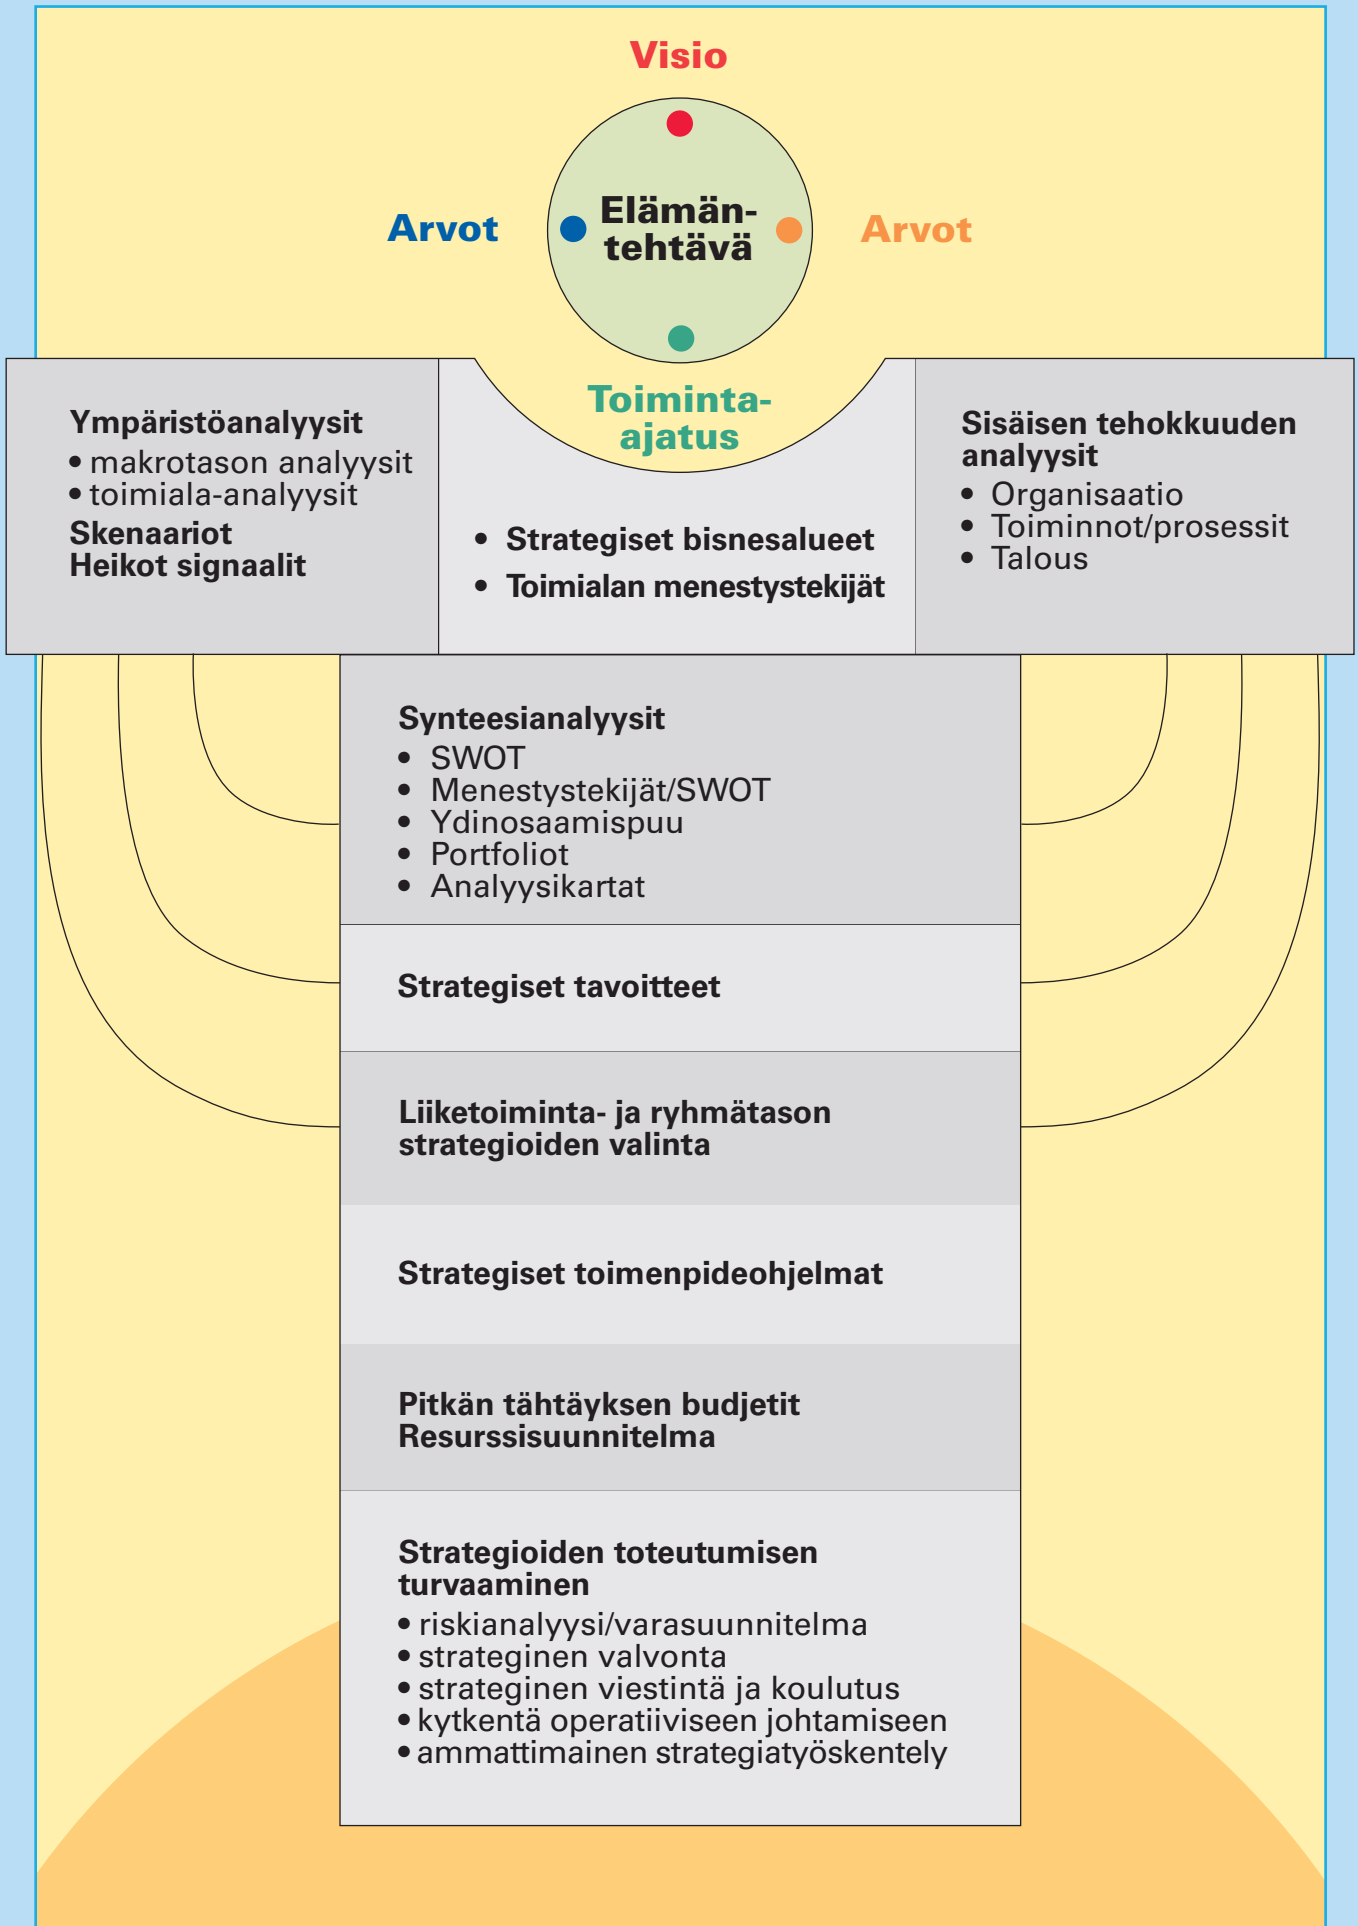 Visio
Arvot
Elämän-
tehtävä
Arvot
Toiminta-
ajatus
Ympäristöanalyysit
• makrotason analyysit
• toimiala-analyysit
Skenaariot
Heikot signaalit
• Strategiset bisnesalueet
• Toimialan menestystekijät
Sisäisen tehokkuuden
analyysit
• Organisaatio
• Toiminnot/prosessit
• Talous
Synteesianalyysit
• SWOT
• Menestystekijät/SWOT
• Ydinosaamispuu
• Portfoliot
• Analyysikartat
Strategiset tavoitteet
Liiketoiminta- ja ryhmätason
strategioiden valinta
Strategiset toimenpideohjelmat
Pitkän tähtäyksen budjetit
Resurssisuunnitelma
Strategioiden toteutumisen
turvaaminen
• riskianalyysi/varasuunnitelma
• strateginen valvonta
• strateginen viestintä ja koulutus
• kytkentä operatiiviseen johtamiseen
• ammattimainen strategiatyöskentely